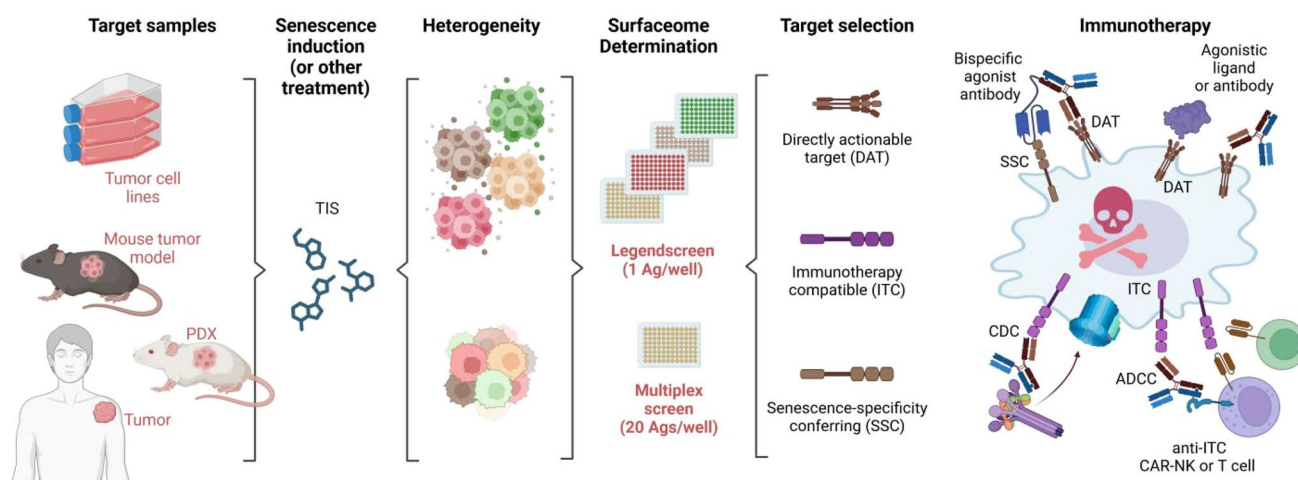 Target samples
Tumor cell
lines
Mouse tumor
model
PDX
Tumor
Senescence
induction
(or other
treatment)
TIS
Heterogeneity
Surfaceome
Determination
Legendscreen
(1 Ag/well)
Multiplex
screen
(20 Ags/well)
Target selection
Directly actionable
target (DAT)
Immunotherapy
compatible (ITC)
Senescence-specificity
conferring (SSC)
Immunotherapy
Bispecific
agonist
antibody
Agonistic
ligand
or antibody
DAT
SSC
DAT
ITC
CDC
ADCC
anti-ITC
CAR-NK or T cell